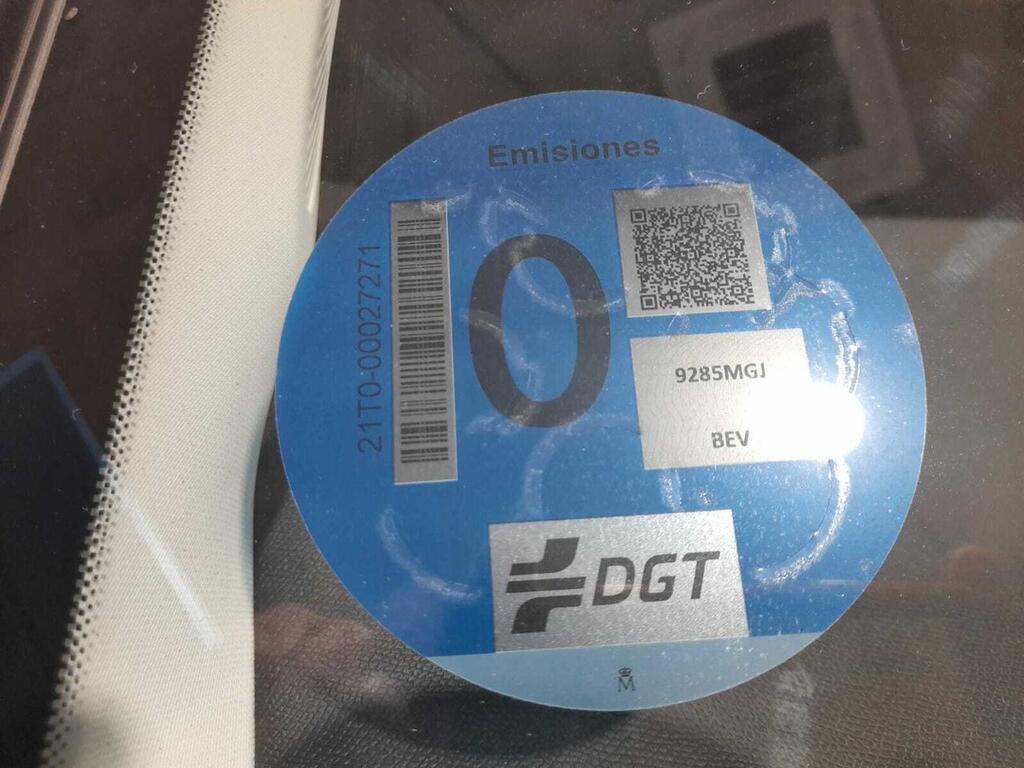 Emisiones
21T0-00027271
0
9285MGJ
BEV
DGT
M